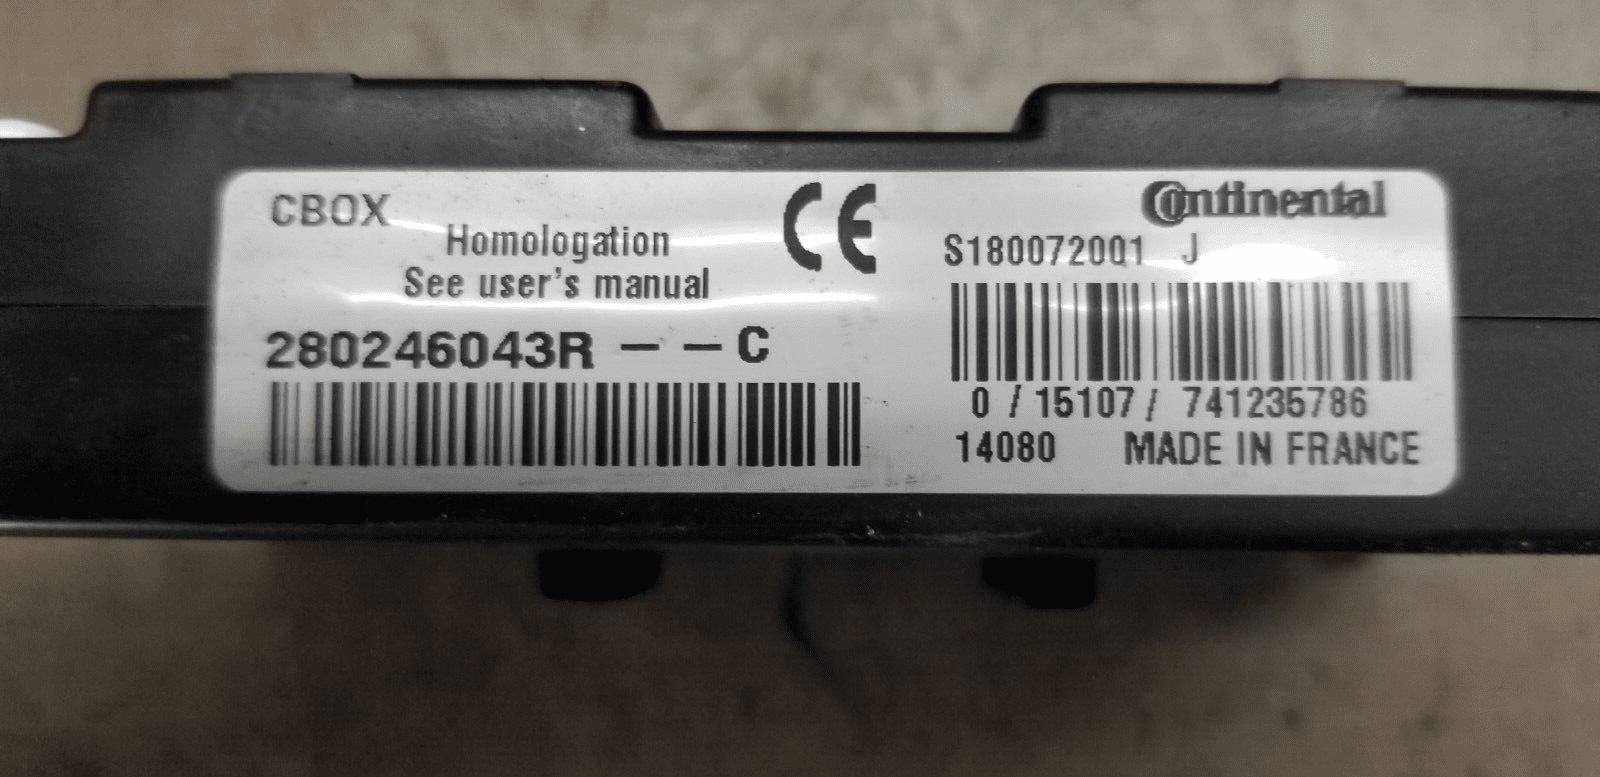 CBOX
Homologation
See user's manual
280246043R – – C
CE
Continental
S180072001 J
0 / 15107 / 741235786
14080 MADE IN FRANCE